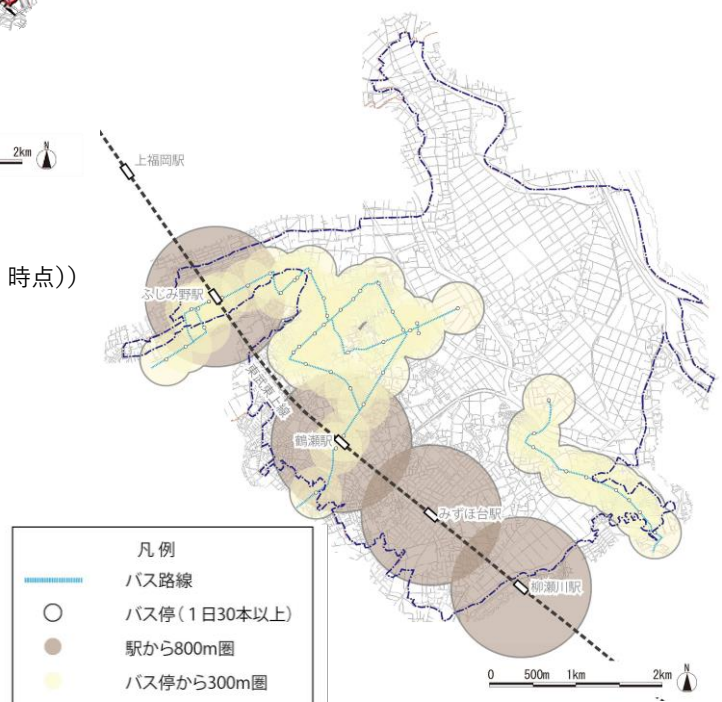 2km N
上福岡駅
時点))
ふじみ野駅
東武東上線
鶴瀬駅
みずほ台駅
柳瀬川駅
凡例
バス路線
バス停(1日30本以上)
駅から800m圏
バス停から300m圏
0 500m 1km 2km N